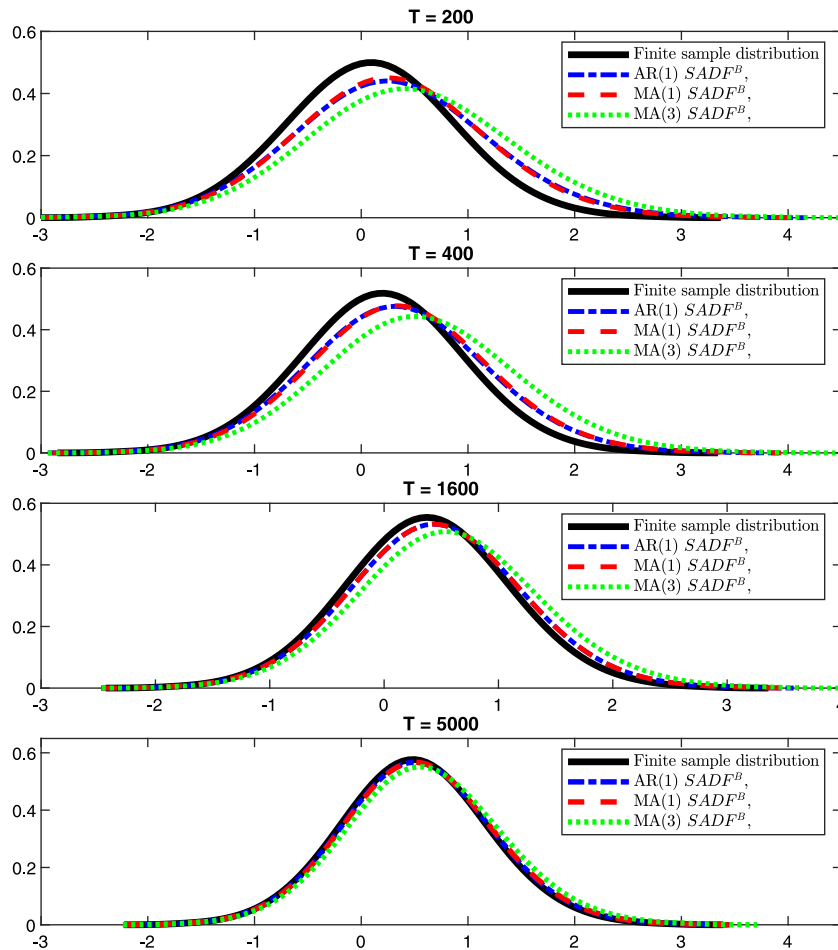 T = 200
0.6
0.4
0.2
0
Finite sample distribution
AR(1) SADF^B,
MA(1) SADF^B,
MA(3) SADF^B,
-3 -2 -1 0 1 2 3 4
T = 400
0.6
0.4
0.2
0
Finite sample distribution
AR(1) SADF^B,
MA(1) SADF^B,
MA(3) SADF^B,
-3 -2 -1 0 1 2 3 4
T = 1600
0.6
0.4
0.2
0
Finite sample distribution
AR(1) SADF^B,
MA(1) SADF^B,
MA(3) SADF^B,
-3 -2 -1 0 1 2 3 4
T = 5000
0.6
0.4
0.2
0
Finite sample distribution
AR(1) SADF^B,
MA(1) SADF^B,
MA(3) SADF^B,
-3 -2 -1 0 1 2 3 4